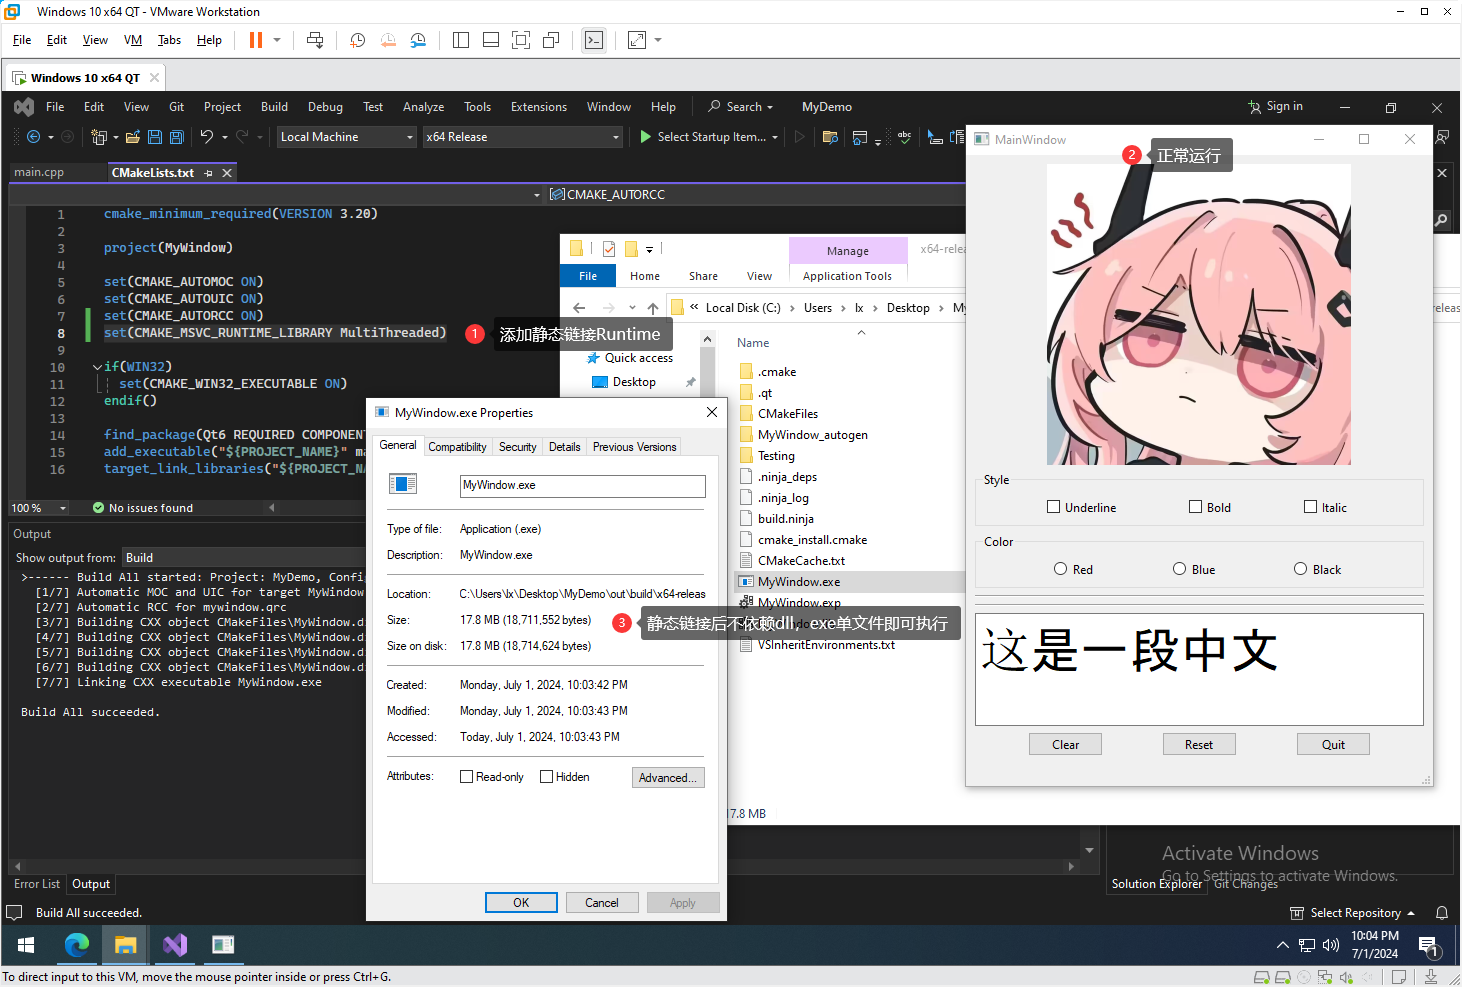 Windows 10 x64 QT - VMware Workstation
File Edit View VM Tabs Help
Windows 10 x64 QT
File Edit View Git Project Build Debug Test Analyze Tools Extensions Window Help Search MyDemo Sign in
Local Machine x64 Release Select Startup Item...
main.cpp CMakeLists.txt
CMAKE_AUTORCC
1 cmake_minimum_required(VERSION 3.20)
2
3 project(MyWindow)
4
5 set(CMAKE_AUTOMOC ON)
6 set(CMAKE_AUTOUIC ON)
7 set(CMAKE_AUTORCC ON)
8 set(CMAKE_MSVC_RUNTIME_LIBRARY MultiThreaded)
1 添加静态链接Runtime
9
10 if(WIN32)
11 set(CMAKE_WIN32_EXECUTABLE ON)
12 endif()
13
14 find_package(Qt6 REQUIRED COMPONEN
15 add_executable("${PROJECT_NAME}" ma
16 target_link_libraries("${PROJECT_NA
100 % No issues found
Output
Show output from: Build
>------ Build All started: Project: MyDemo, Config
[1/7] Automatic MOC and UIC for target MyWindow
[2/7] Automatic RCC for mywindow.qrc
[3/7] Building CXX object CMakeFiles\MyWindow.di
[4/7] Building CXX object CMakeFiles\MyWindow.di
[5/7] Building CXX object CMakeFiles\MyWindow.di
[6/7] Building CXX object CMakeFiles\MyWindow.di
[7/7] Linking CXX executable MyWindow.exe
Build All succeeded.
Error List Output
Build All succeeded.
MyWindow.exe Properties
General Compatibility Security Details Previous Versions
MyWindow.exe
Type of file: Application (.exe)
Description: MyWindow.exe
Location: C:\Users\lx\Desktop\MyDemo\out\build\x64-releas
Size: 17.8 MB (18,711,552 bytes)
3 静态链接后不依赖dll，exe单文件即可执行
Size on disk: 17.8 MB (18,714,624 bytes)
Created: Monday, July 1, 2024, 10:03:42 PM
Modified: Monday, July 1, 2024, 10:03:43 PM
Accessed: Today, July 1, 2024, 10:03:43 PM
Attributes: Read-only Hidden Advanced...
OK Cancel Apply
Manage x64-relea
File Home Share View Application Tools
« Local Disk (C:) Users lx Desktop My eleas
Quick access
Desktop
Name
.cmake
.qt
CMakeFiles
MyWindow_autogen
Testing
.ninja_deps
.ninja_log
build.ninja
cmake_install.cmake
CMakeCache.txt
MyWindow.exe
MyWindow.exp
VSInheritEnvironments.txt
17.8 MB
MainWindow
2 正常运行
Style
Underline Bold Italic
Color
Red Blue Black
这是一段中文
Clear Reset Quit
Activate Windows
Go to Settings to activate Windows.
Solution Explorer Git Changes
Select Repository
10:04 PM
7/1/2024
1
To direct input to this VM, move the mouse pointer inside or press Ctrl+G.